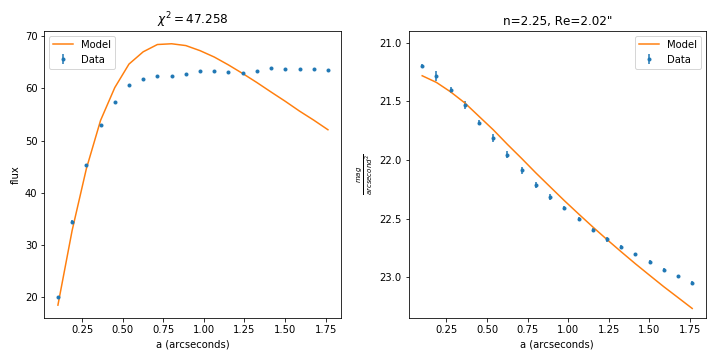 χ² = 47.258
70
60
50
40
30
20
flux
0.25 0.50 0.75 1.00 1.25 1.50 1.75
a (arcseconds)
Model
Data
n=2.25, Re=2.02"
21.0
21.5
22.0
22.5
23.0
mag
arcsecond²
0.25 0.50 0.75 1.00 1.25 1.50 1.75
a (arcseconds)
Model
Data